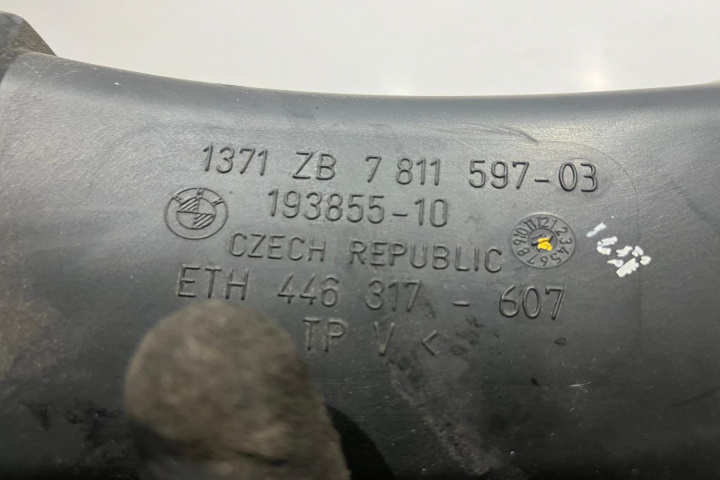 1371 ZB 7 811 597-03
193855-10
CZECH REPUBLIC
ETH 446 317 - 607
TP V <